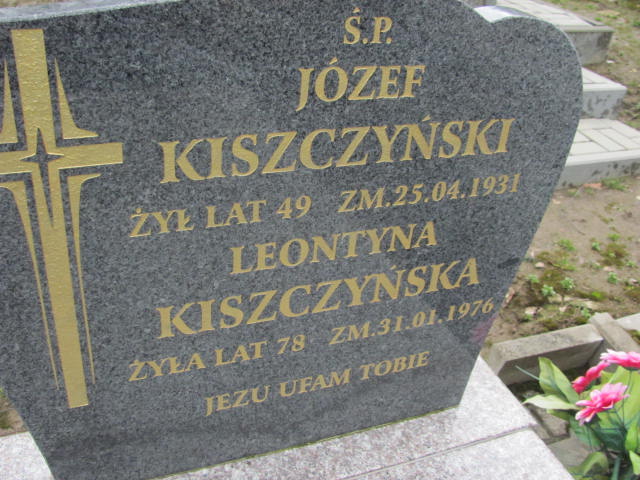 Ś.P.
JÓZEF
KISZCZYŃSKI
ŻYŁ LAT 49 ZM.25.04.1931
LEONTYNA
KISZCZYŃSKA
ŻYŁA LAT 78 ZM.31.01.1976
JEZU UFAM TOBIE